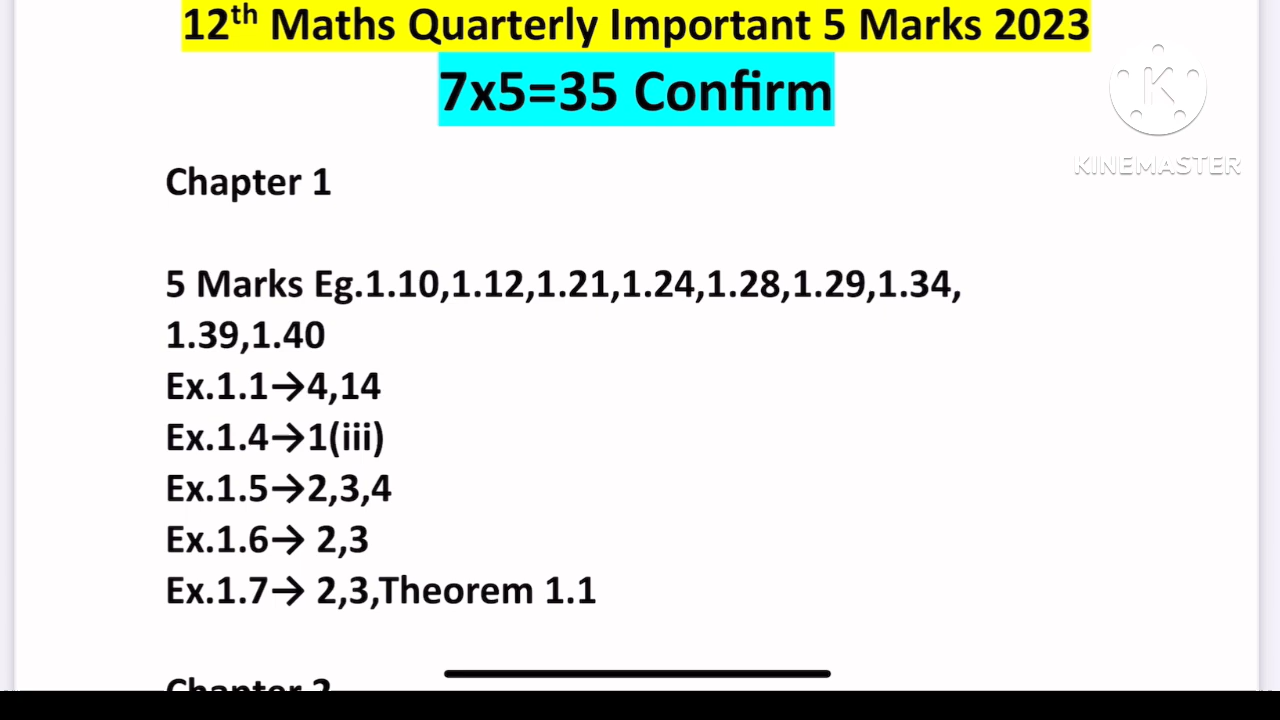 12th Maths Quarterly Important 5 Marks 2023
7x5=35 Confirm
K
KINEMASTER
Chapter 1
5 Marks Eg.1.10,1.12,1.21,1.24,1.28,1.29,1.34,
1.39,1.40
Ex.1.1→4,14
Ex.1.4→1(iii)
Ex.1.5→2,3,4
Ex.1.6→ 2,3
Ex.1.7→ 2,3,Theorem 1.1
Chapter 2